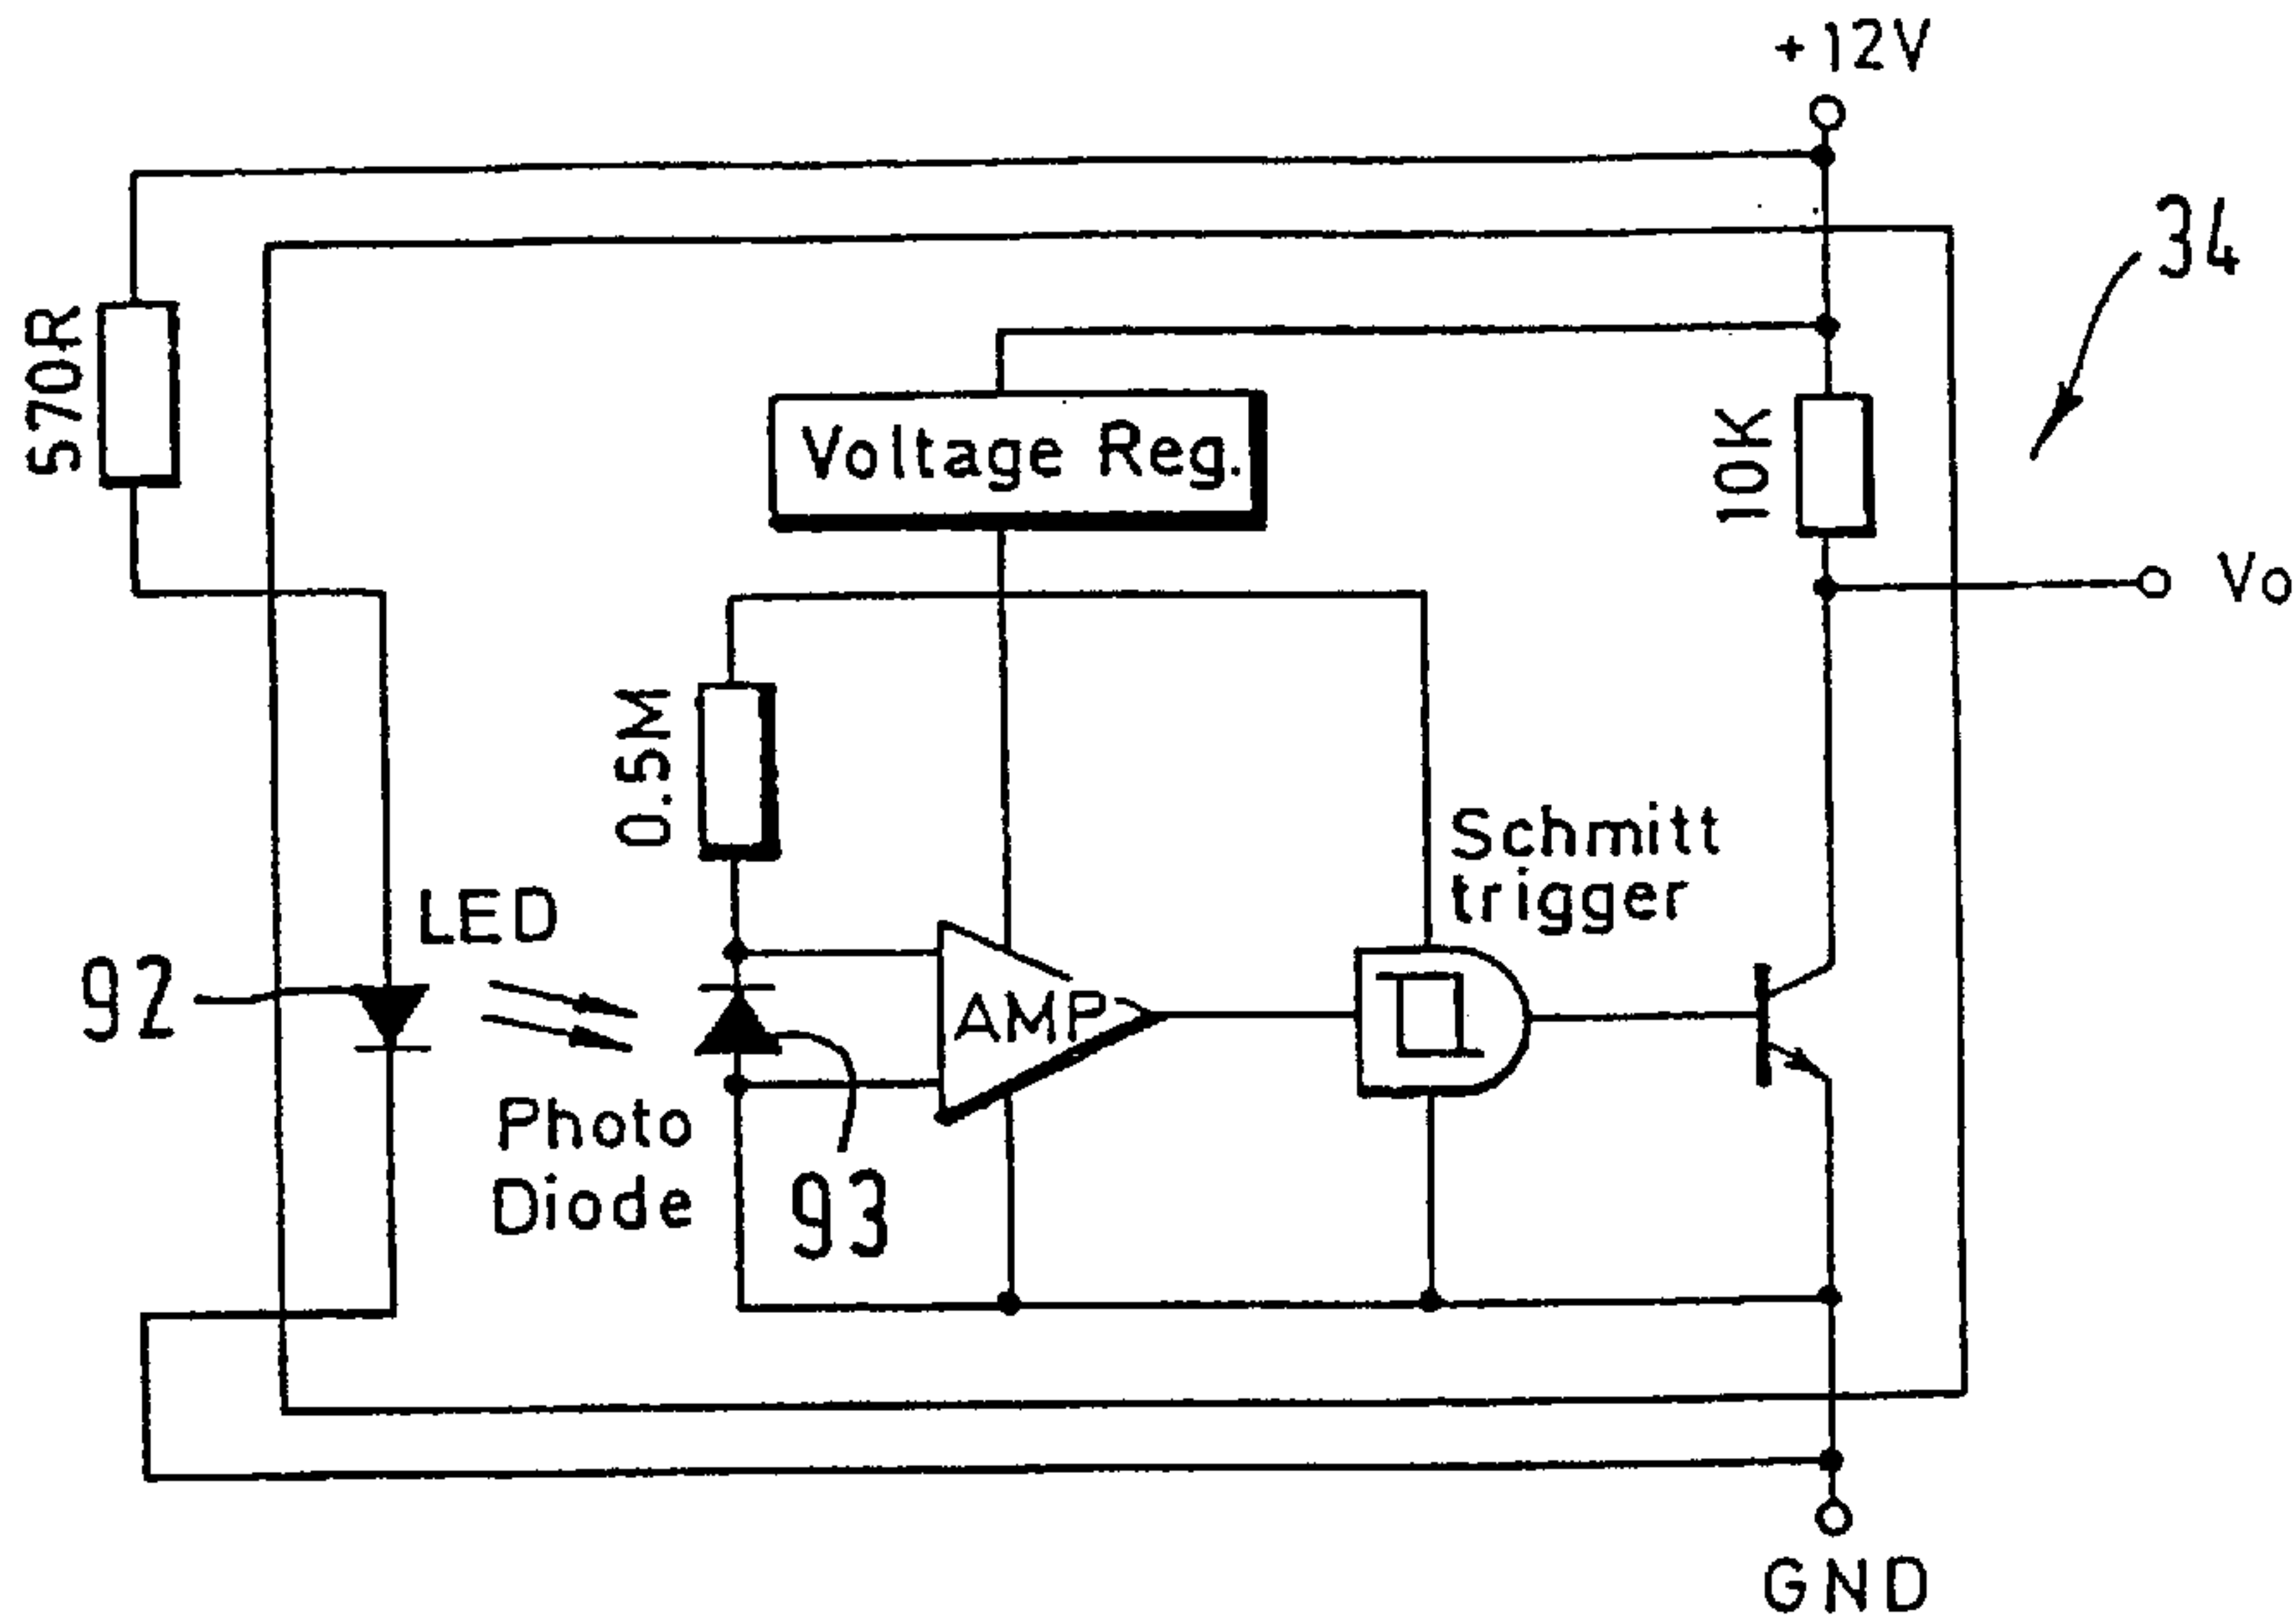 +12V
34
570R
Voltage Reg.
10K
Vo
0.5M
Schmitt
trigger
LED
92
AMP
Photo
Diode
93
GND